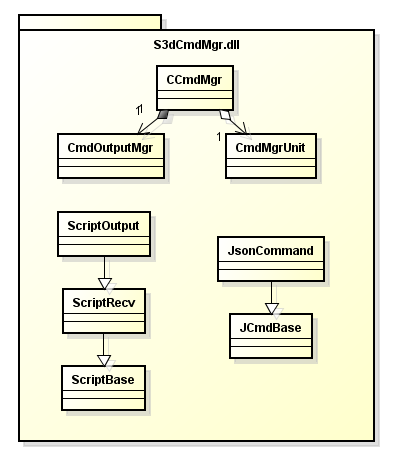 S3dCmdMgr.dll
CCmdMgr
1
1
CmdOutputMgr
CmdMgrUnit
ScriptOutput
JsonCommand
ScriptRecv
JCmdBase
ScriptBase